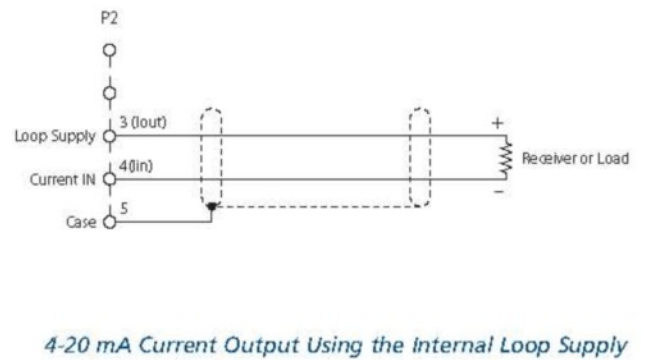 P2
3 (Iout)
Loop Supply
+
Receiver or Load
4(Iin)
Current IN
−
5
Case
4-20 mA Current Output Using the Internal Loop Supply